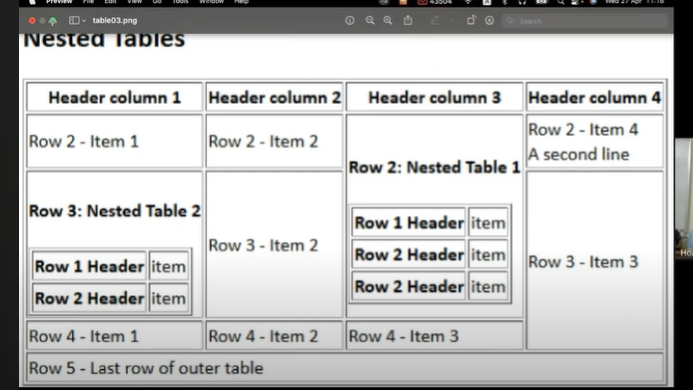 Preview File Edit View Go Tools Window Help
43504
Wed 27 Apr 11:16
table03.png
Search
Nested Tables
Header column 1 Header column 2 Header column 3 Header column 4
Row 2 - Item 1
Row 2 - Item 2
Row 2: Nested Table 1
Row 1 Header item
Row 2 Header item
Row 2 Header item
Row 2 - Item 4
A second line
Row 3: Nested Table 2
Row 1 Header item
Row 2 Header item
Row 3 - Item 2
Row 3 - Item 3
Row 4 - Item 1
Row 4 - Item 2
Row 4 - Item 3
Row 5 - Last row of outer table